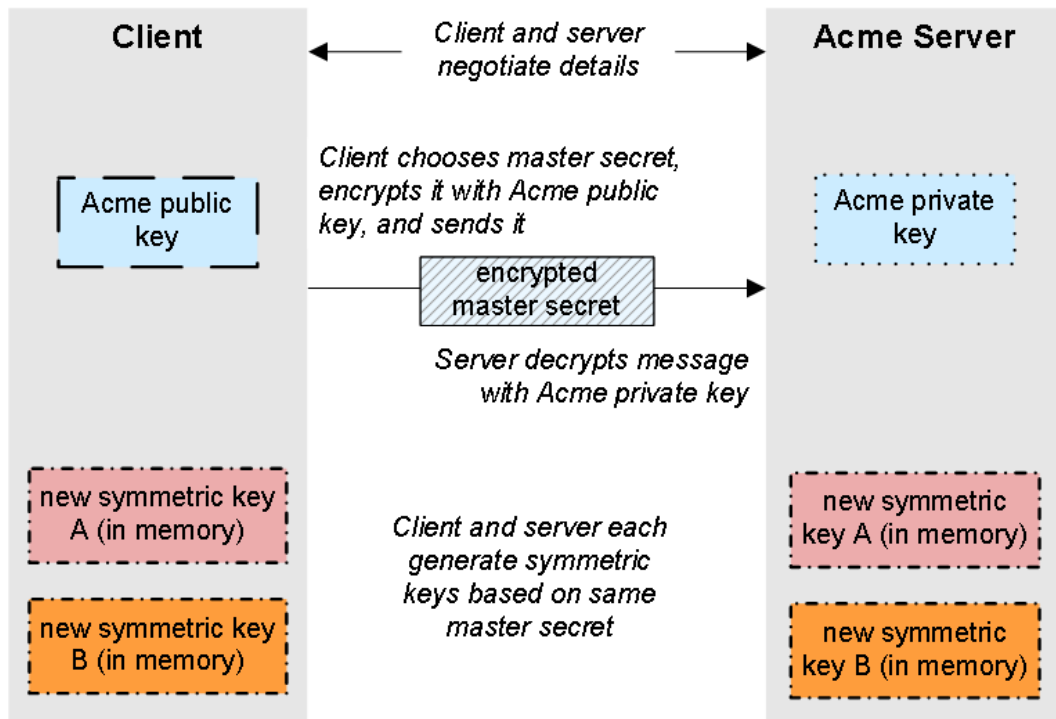 Client
Client and server
negotiate details
Acme Server
Client chooses master secret,
encrypts it with Acme public
key, and sends it
Acme public
key
Acme private
key
encrypted
master secret
Server decrypts message
with Acme private key
new symmetric key
A (in memory)
new symmetric
key A (in memory)
Client and server each
generate symmetric
keys based on same
master secret
new symmetric key
B (in memory)
new symmetric
key B (in memory)